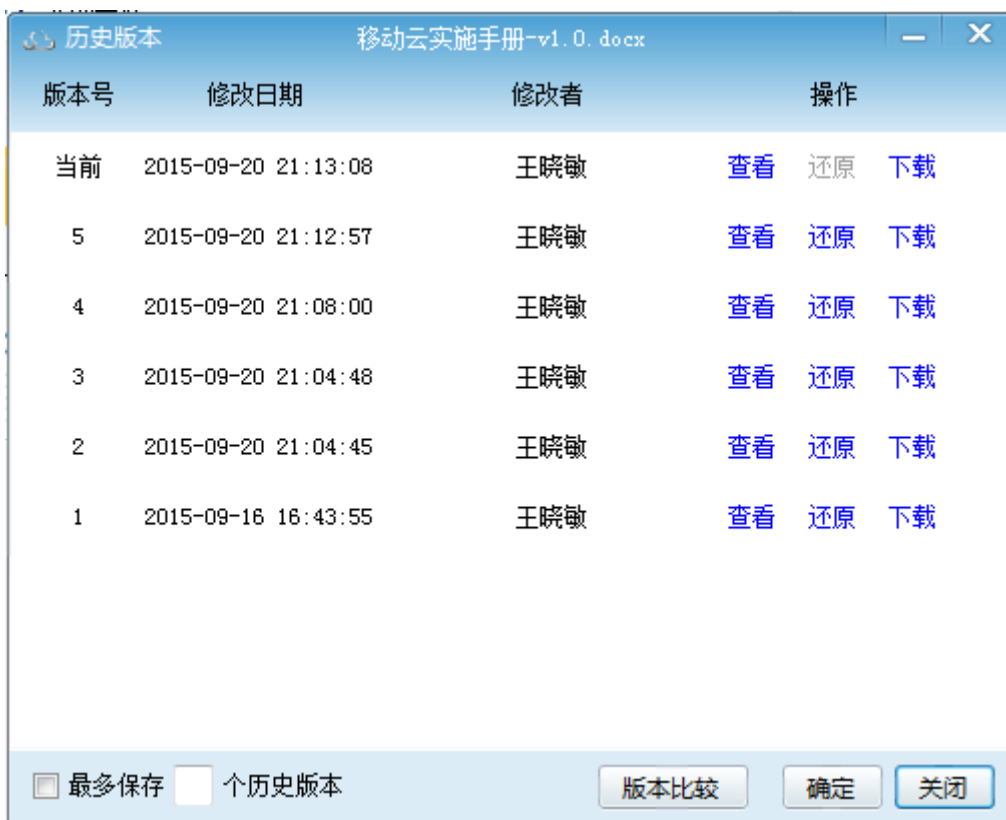 历史版本 移动云实施手册-v1.0.docx
版本号 修改日期 修改者 操作
当前 2015-09-20 21:13:08 王晓敏 查看 还原 下载
5 2015-09-20 21:12:57 王晓敏 查看 还原 下载
4 2015-09-20 21:08:00 王晓敏 查看 还原 下载
3 2015-09-20 21:04:48 王晓敏 查看 还原 下载
2 2015-09-20 21:04:45 王晓敏 查看 还原 下载
1 2015-09-16 16:43:55 王晓敏 查看 还原 下载
最多保存 个历史版本 版本比较 确定 关闭